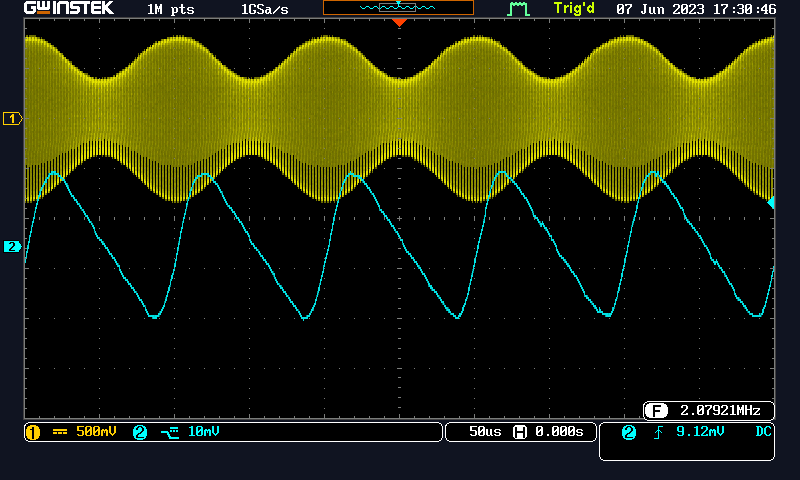 GWINSTEK 1M pts 1GSa/s Trig'd 07 Jun 2023 17:30:46
1
2
F 2.07921MHz
1 500mV 2 10mV 50us H 0.000s 2 9.12mV DC